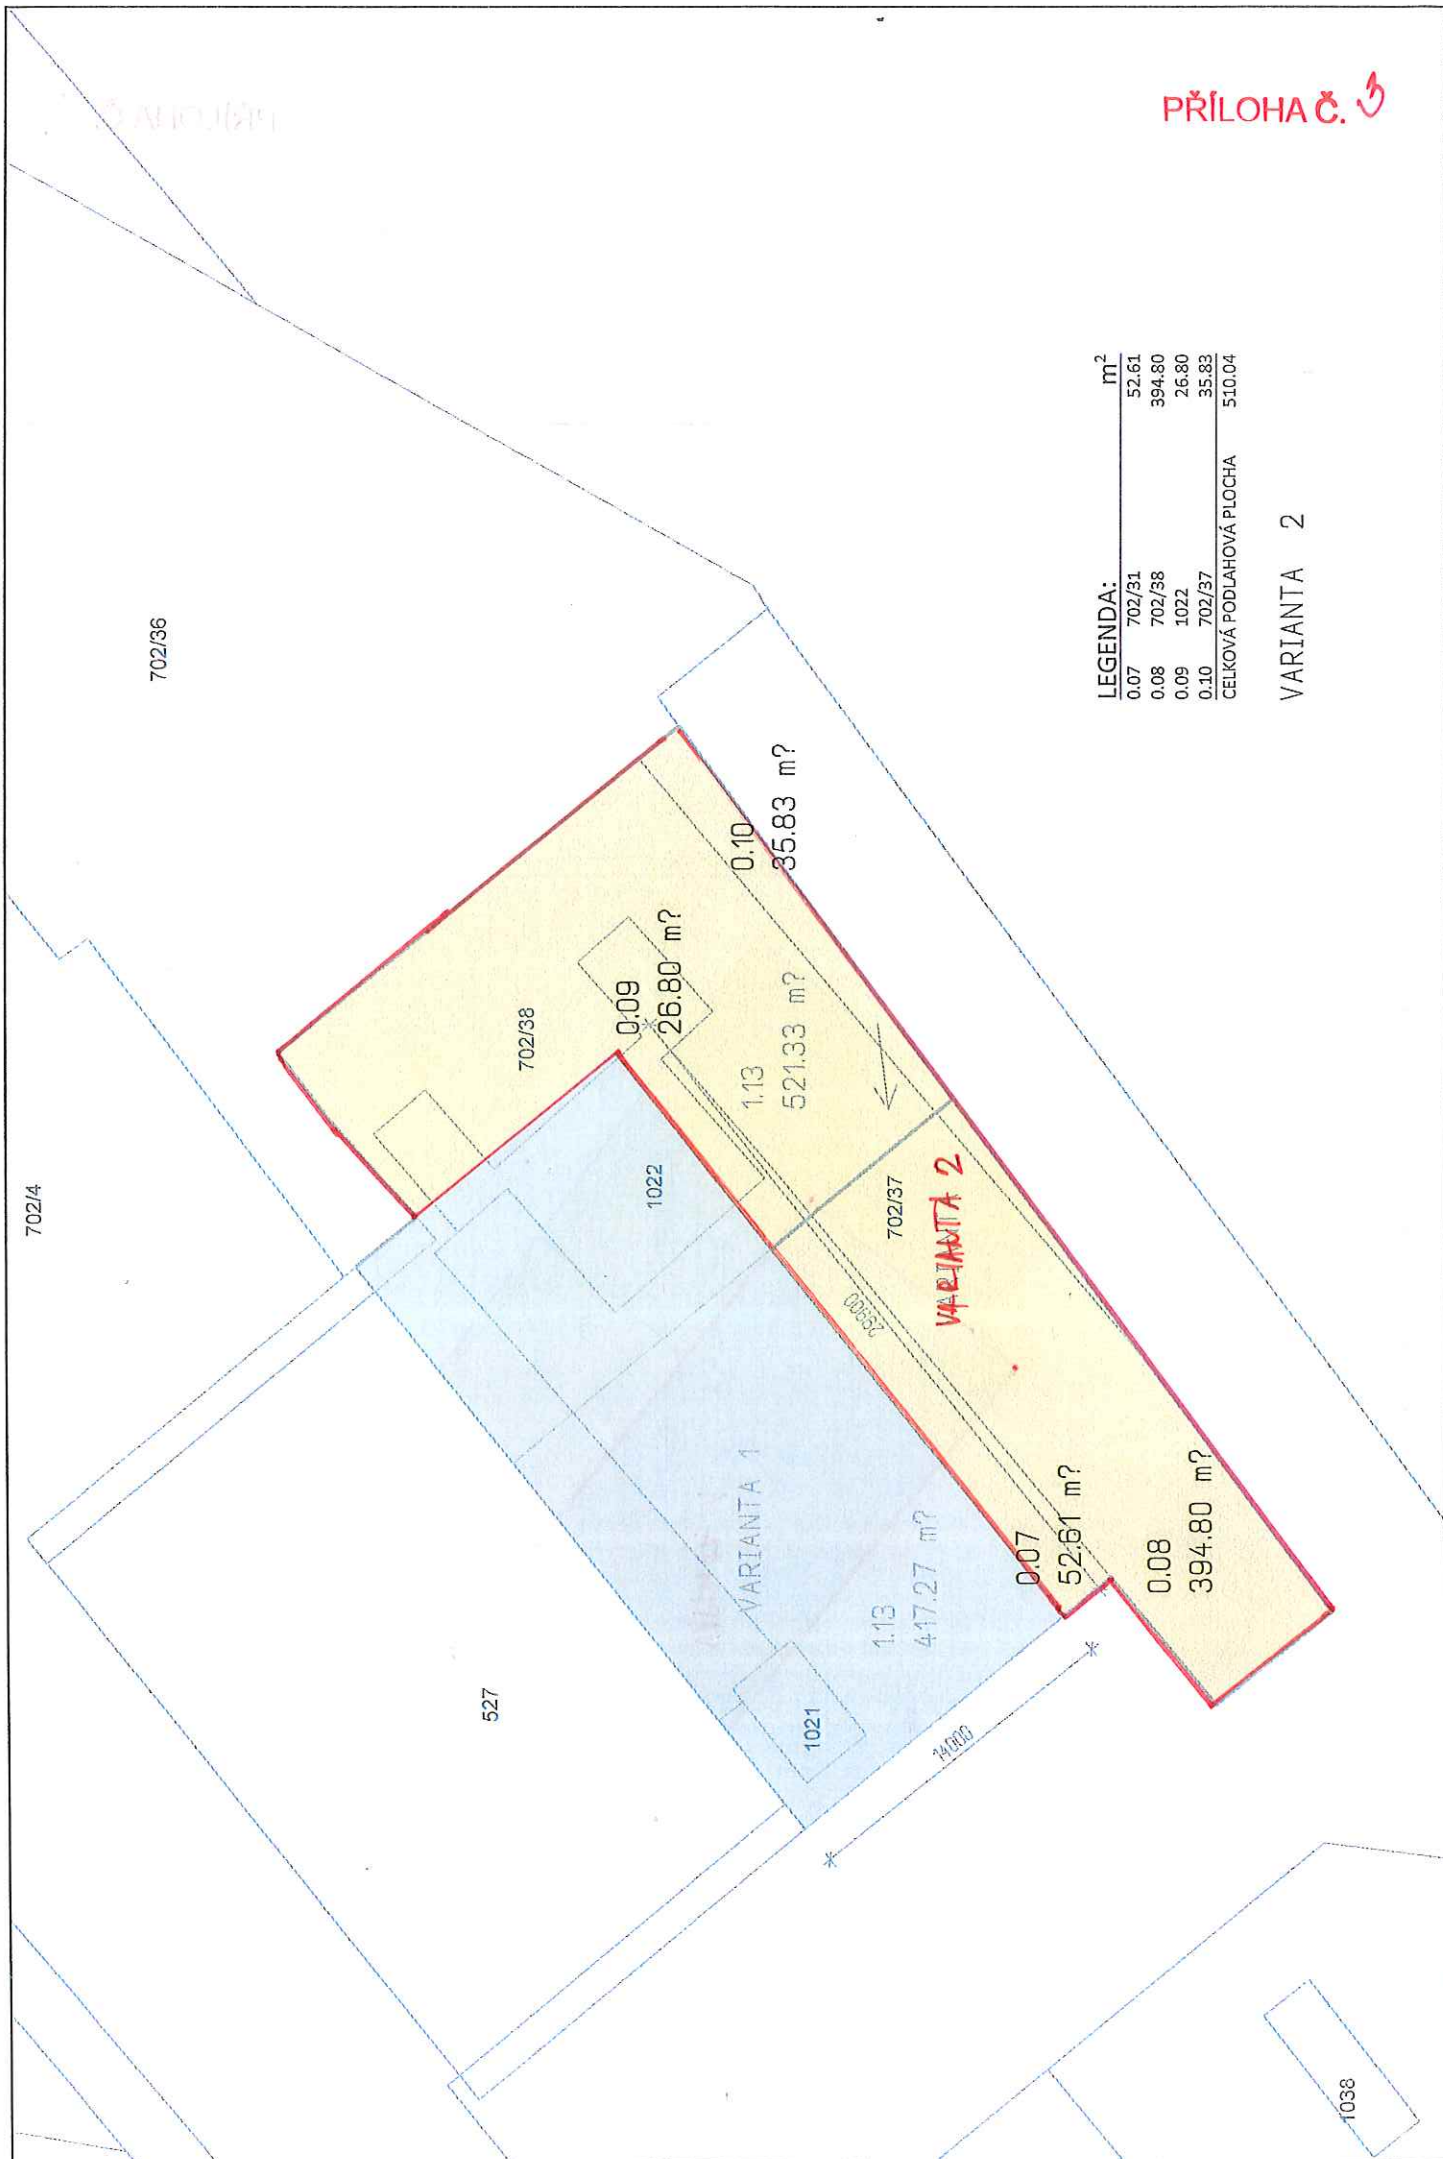 PŘÍLOHA Č. 3
702/36
702/4
702/38
0.09
26.80 m?
0.10
35.83 m?
1.13
521.33 m?
1022
702/37
VARIANTA 2
29900
VARIANTA 1
1.13
417.27 m?
0.07
52.61 m?
0.08
394.80 m?
527
1021
14000
1038
LEGENDA: m²
0.07 702/31 52.61
0.08 702/38 394.80
0.09 1022 26.80
0.10 702/37 35.83
CELKOVÁ PODLAHOVÁ PLOCHA 510.04
VARIANTA 2